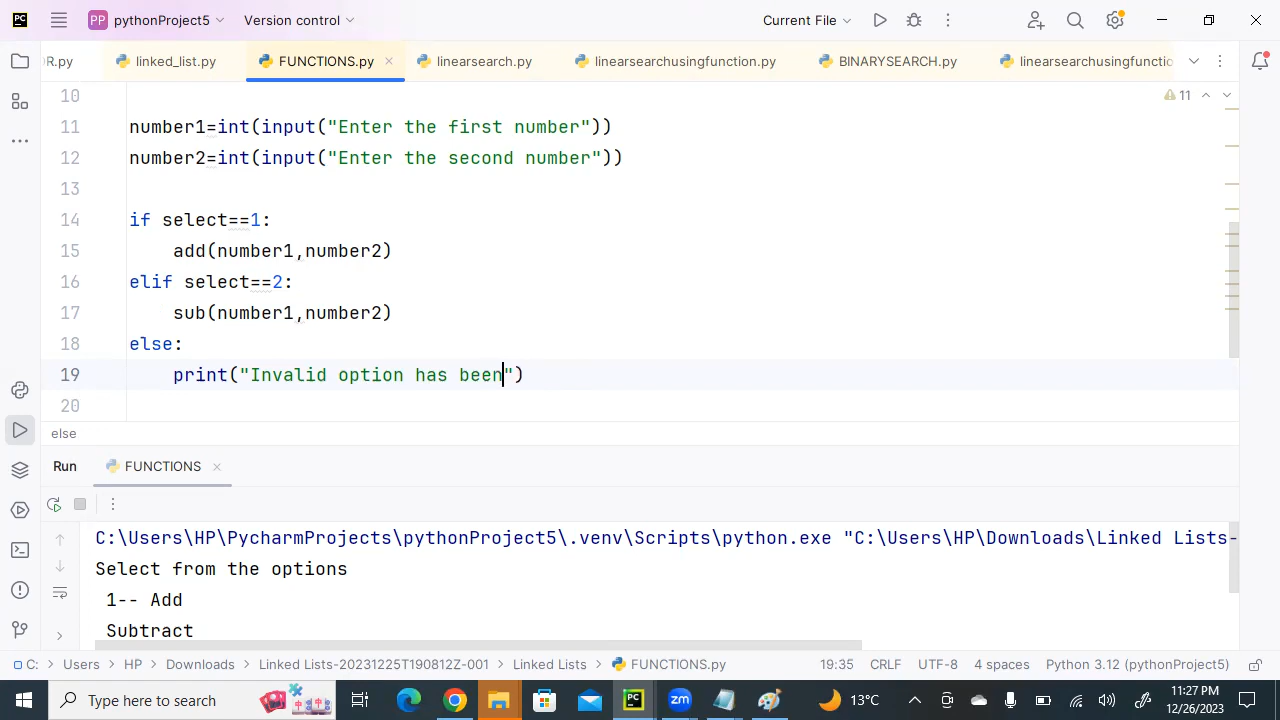 PP pythonProject5 Version control Current File
OR.py linked_list.py FUNCTIONS.py linearsearch.py linearsearchusingfunction.py BINARYSEARCH.py linearsearchusingfunctio
10 11
11 number1=int(input("Enter the first number"))
12 number2=int(input("Enter the second number"))
13
14 if select==1:
15 add(number1,number2)
16 elif select==2:
17 sub(number1,number2)
18 else:
19 print("Invalid option has been")
20
else
Run FUNCTIONS
C:\Users\HP\PycharmProjects\pythonProject5\.venv\Scripts\python.exe "C:\Users\HP\Downloads\Linked Lists-
Select from the options
1-- Add
Subtract
C: Users HP Downloads Linked Lists-20231225T190812Z-001 Linked Lists FUNCTIONS.py 19:35 CRLF UTF-8 4 spaces Python 3.12 (pythonProject5)
Type here to search PC zm 13°C 11:27 PM
12/26/2023